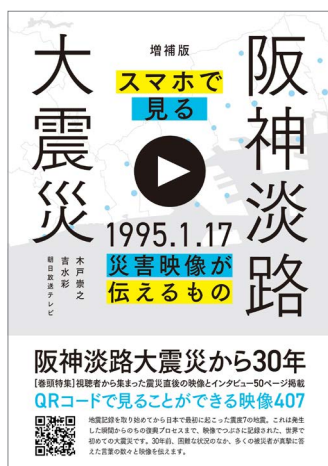 増補版
スマホで
見る
阪神淡路
大震災
1995.1.17
災害映像が
伝えるもの
木戸崇之
吉水彩
朝日放送テレビ
阪神淡路大震災から30年
[巻頭特集]視聴者から集まった震災直後の映像とインタビュー50ページ掲載
QRコードで見ることができる映像407
地震記録を取り始めてから日本で最初に起こった震度7の地震。これは発生
した瞬間からのちの復興プロセスまで、映像でつぶさに記録された、世界で
初めての大震災です。30年前、困難な状況のなか、多くの被災者が真摯に答
えた言葉の数々と映像を伝えます。